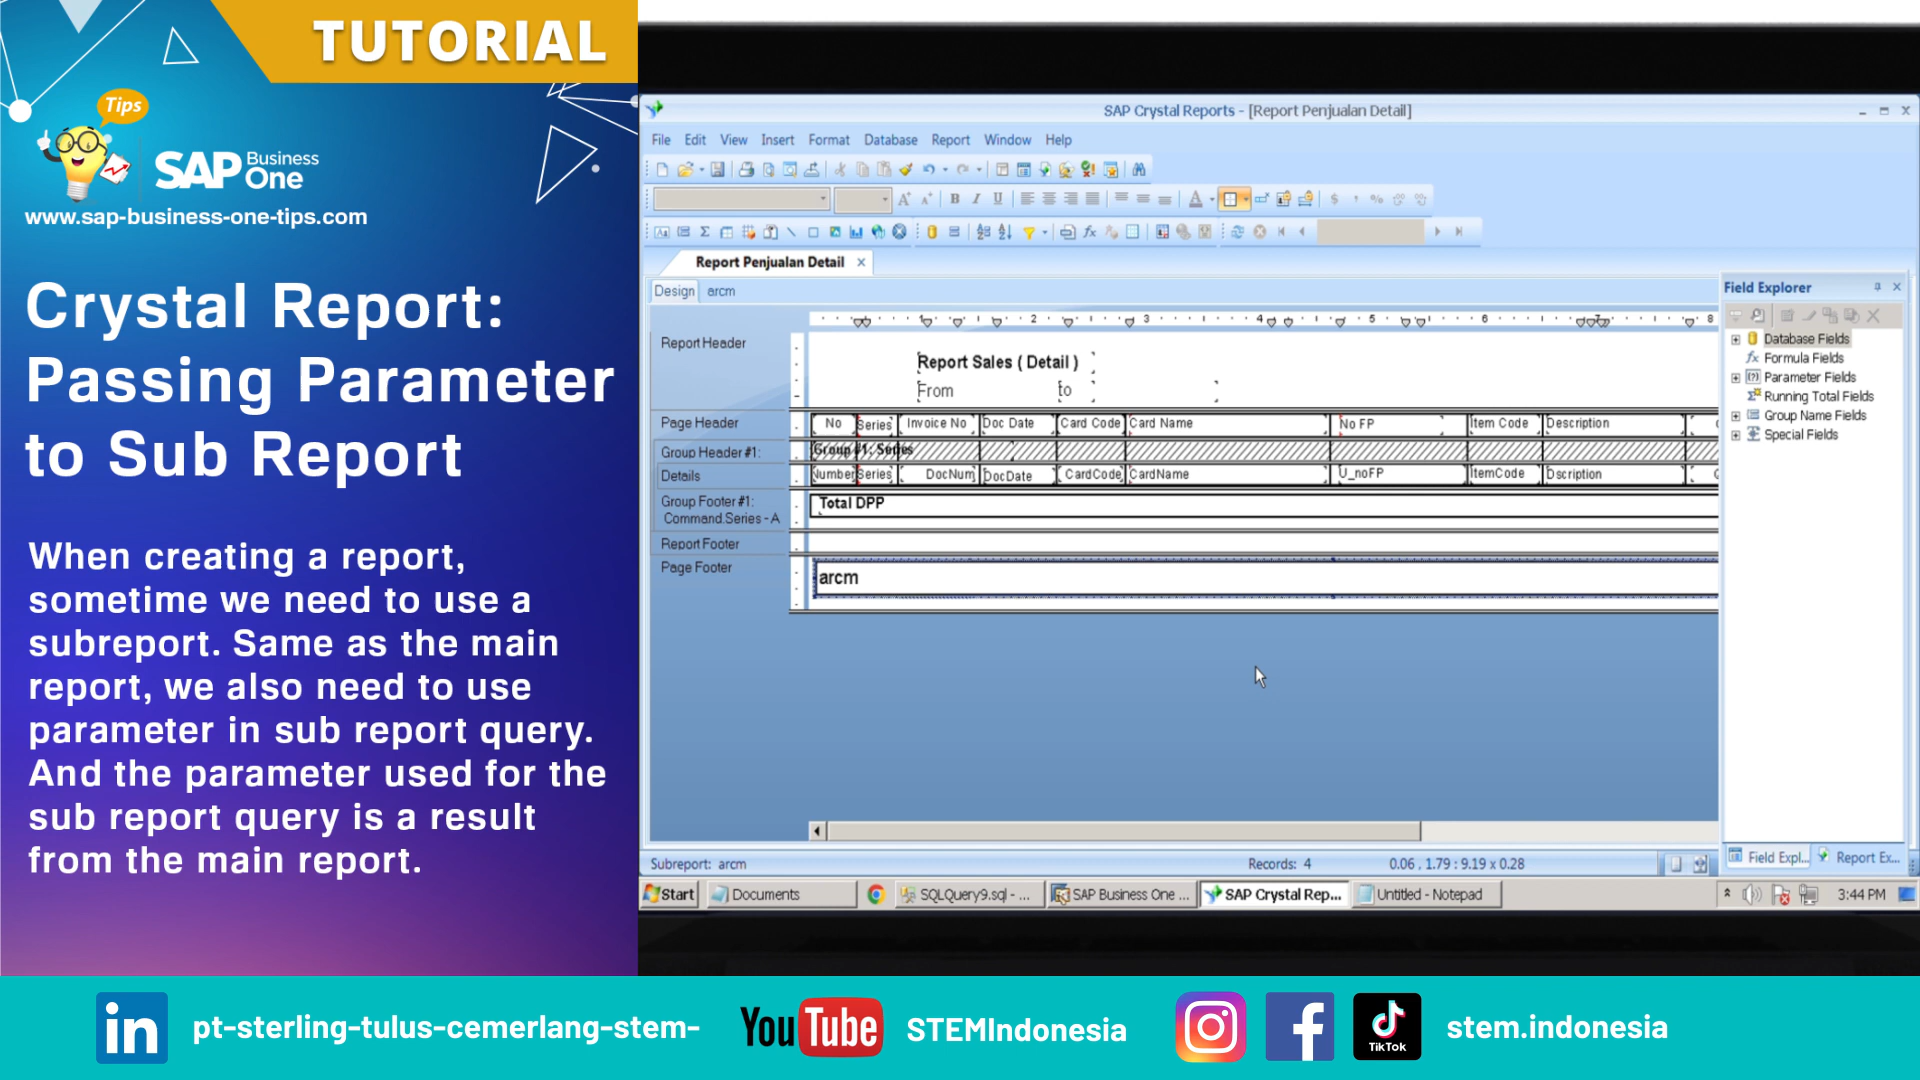 TUTORIAL
Tips
SAP Business One
www.sap-business-one-tips.com
Crystal Report:
Passing Parameter
to Sub Report
When creating a report,
sometime we need to use a
subreport. Same as the main
report, we also need to use
parameter in sub report query.
And the parameter used for the
sub report query is a result
from the main report.
SAP Crystal Reports - [Report Penjualan Detail]
File Edit View Insert Format Database Report Window Help
Report Penjualan Detail
Design arcm
1 2 3 4 5 6 7 8
Report Header
Report Sales ( Detail )
From to
Page Header No Series Invoice No Doc Date Card Code Card Name No FP Item Code Description
Group Header #1: Group #1: Series
Details Number Series DocNum DocDate CardCode CardName U_noFP ItemCode Dscription
Group Footer #1: Total DPP
Command.Series - A
Report Footer
Page Footer
arcm
Field Explorer
Database Fields
Formula Fields
Parameter Fields
Running Total Fields
Group Name Fields
Special Fields
Field Expl... Report Ex...
Subreport: arcm Records: 4 0.06 , 1.79 : 9.19 x 0.28
Start Documents SQLQuery9.sql - ... SAP Business One ... SAP Crystal Rep... Untitled - Notepad 3:44 PM
in pt-sterling-tulus-cemerlang-stem- YouTube STEMIndonesia TikTok stem.indonesia